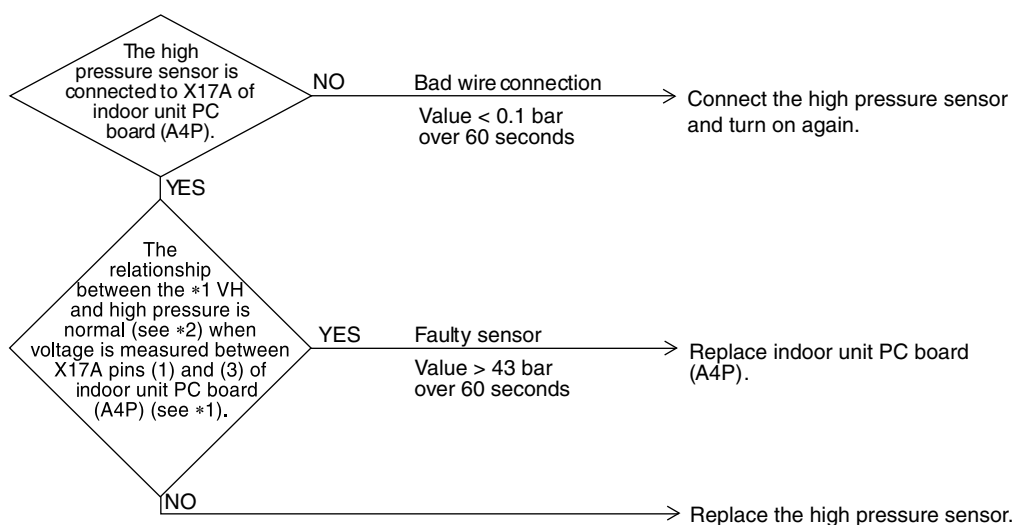 The high
pressure sensor is
connected to X17A of
indoor unit PC
board (A4P).
NO
Bad wire connection
Value < 0.1 bar
over 60 seconds
Connect the high pressure sensor
and turn on again.
YES
The
relationship
between the *1 VH
and high pressure is
normal (see *2) when
voltage is measured between
X17A pins (1) and (3) of
indoor unit PC board
(A4P) (see *1).
YES
Faulty sensor
Value > 43 bar
over 60 seconds
Replace indoor unit PC board
(A4P).
NO
Replace the high pressure sensor.